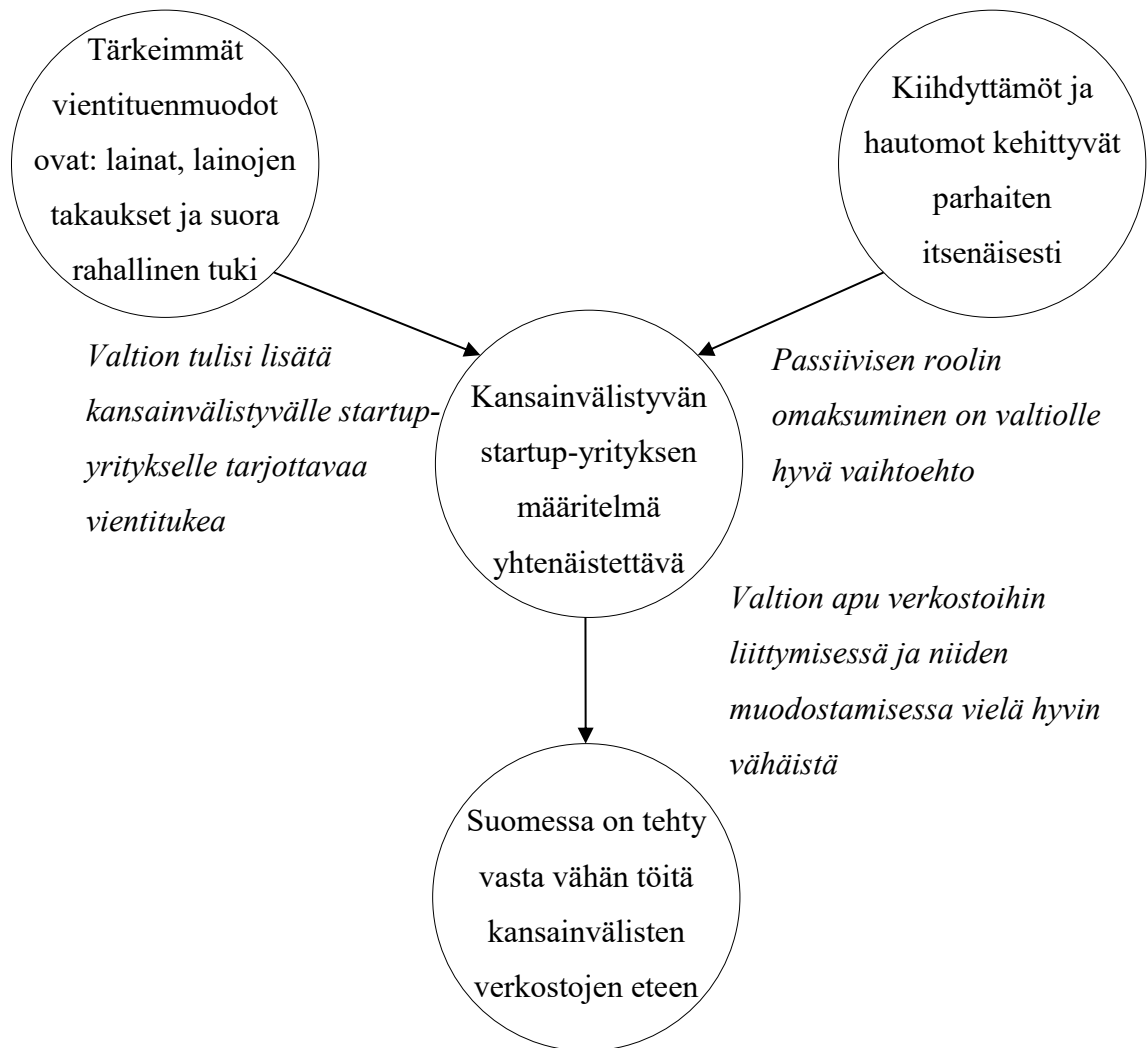 Tärkeimmät
vientituenmuodot
ovat: lainat, lainojen
takaukset ja suora
rahallinen tuki
Kiihdyttämöt ja
hautomot kehittyvät
parhaiten
itsenäisesti
Valtion tulisi lisätä
kansainvälistyvälle startup-
yritykselle tarjottavaa
vientitukea
Kansainvälistyvän
startup-yrityksen
määritelmä
yhtenäistettävä
Passiivisen roolin
omaksuminen on valtiolle
hyvä vaihtoehto
Valtion apu verkostoihin
liittymisessä ja niiden
muodostamisessa vielä hyvin
vähäistä
Suomessa on tehty
vasta vähän töitä
kansainvälisten
verkostojen eteen